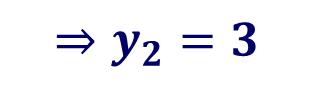 ⇒ y₂ = 3